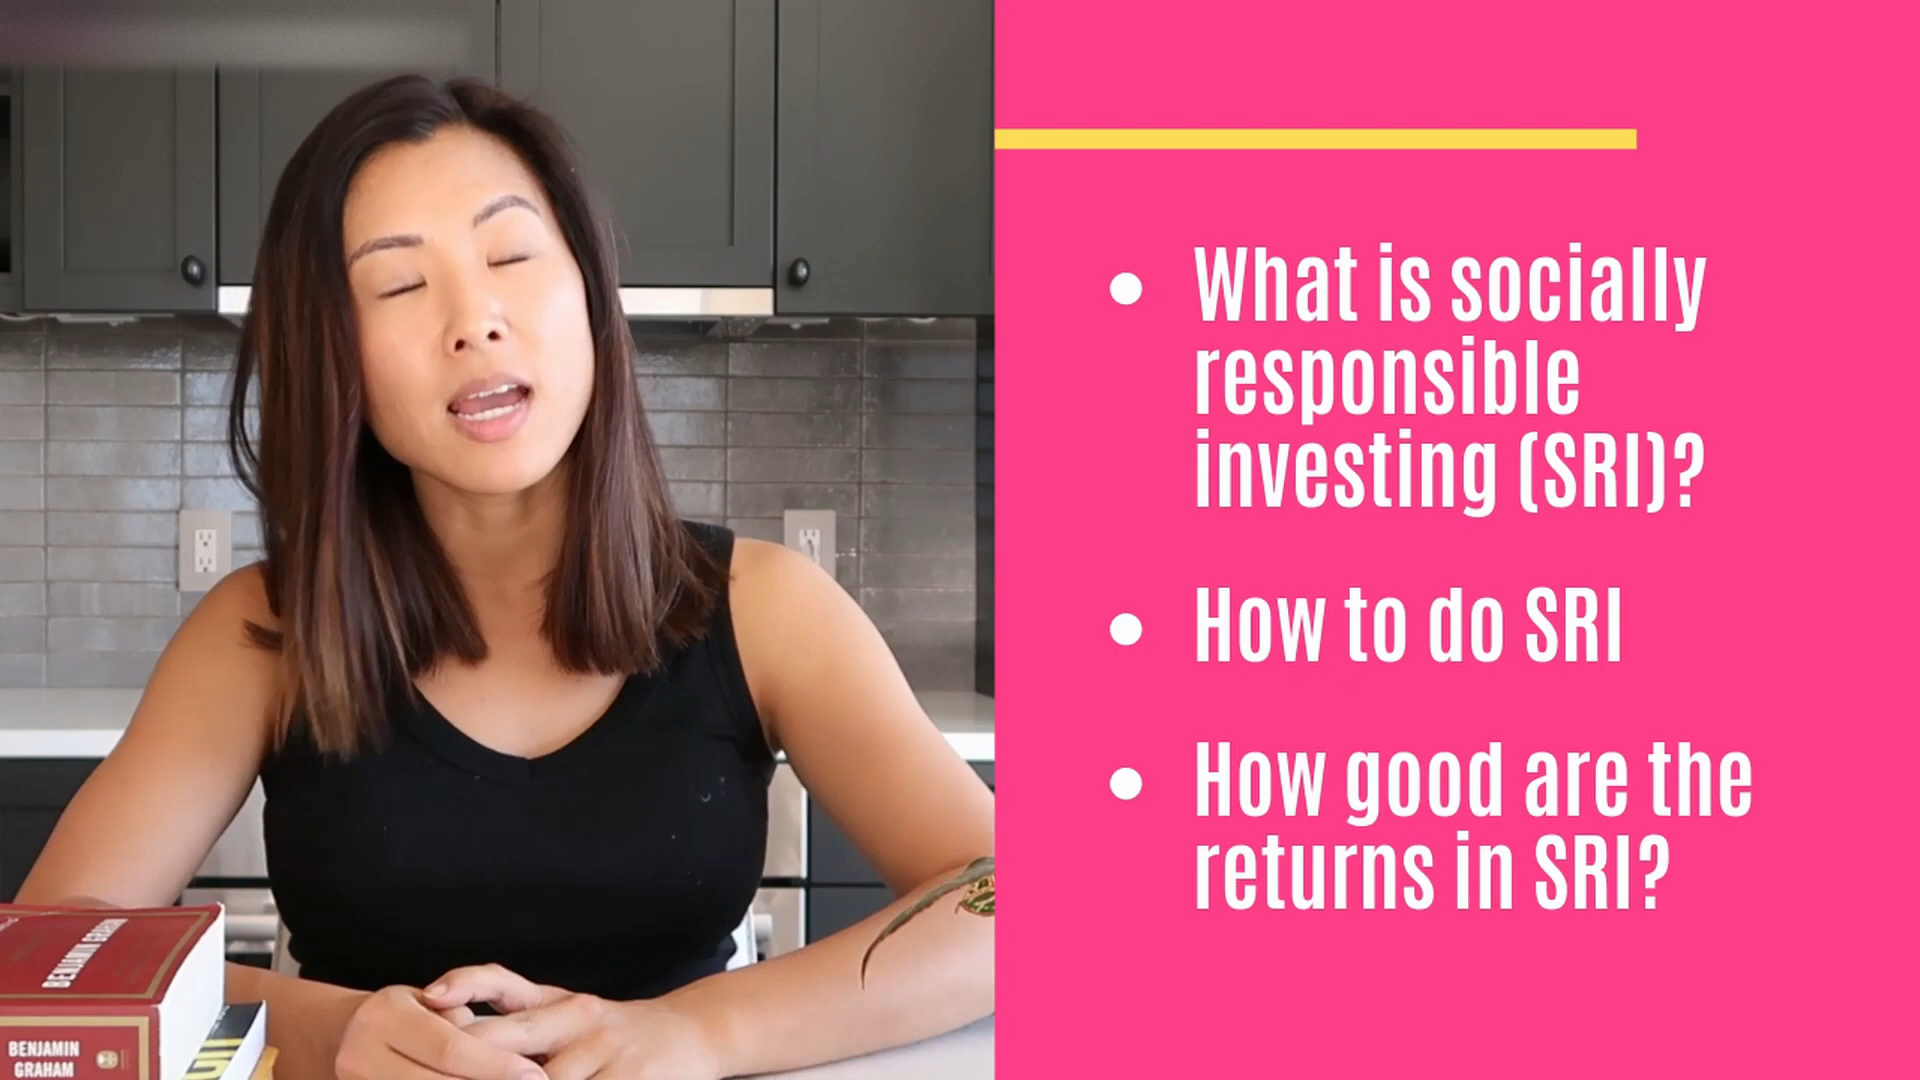 What is socially
responsible
investing (SRI)?
How to do SRI
How good are the
returns in SRI?
BENJAMIN GRAHAM
BENJAMIN
GRAHAM